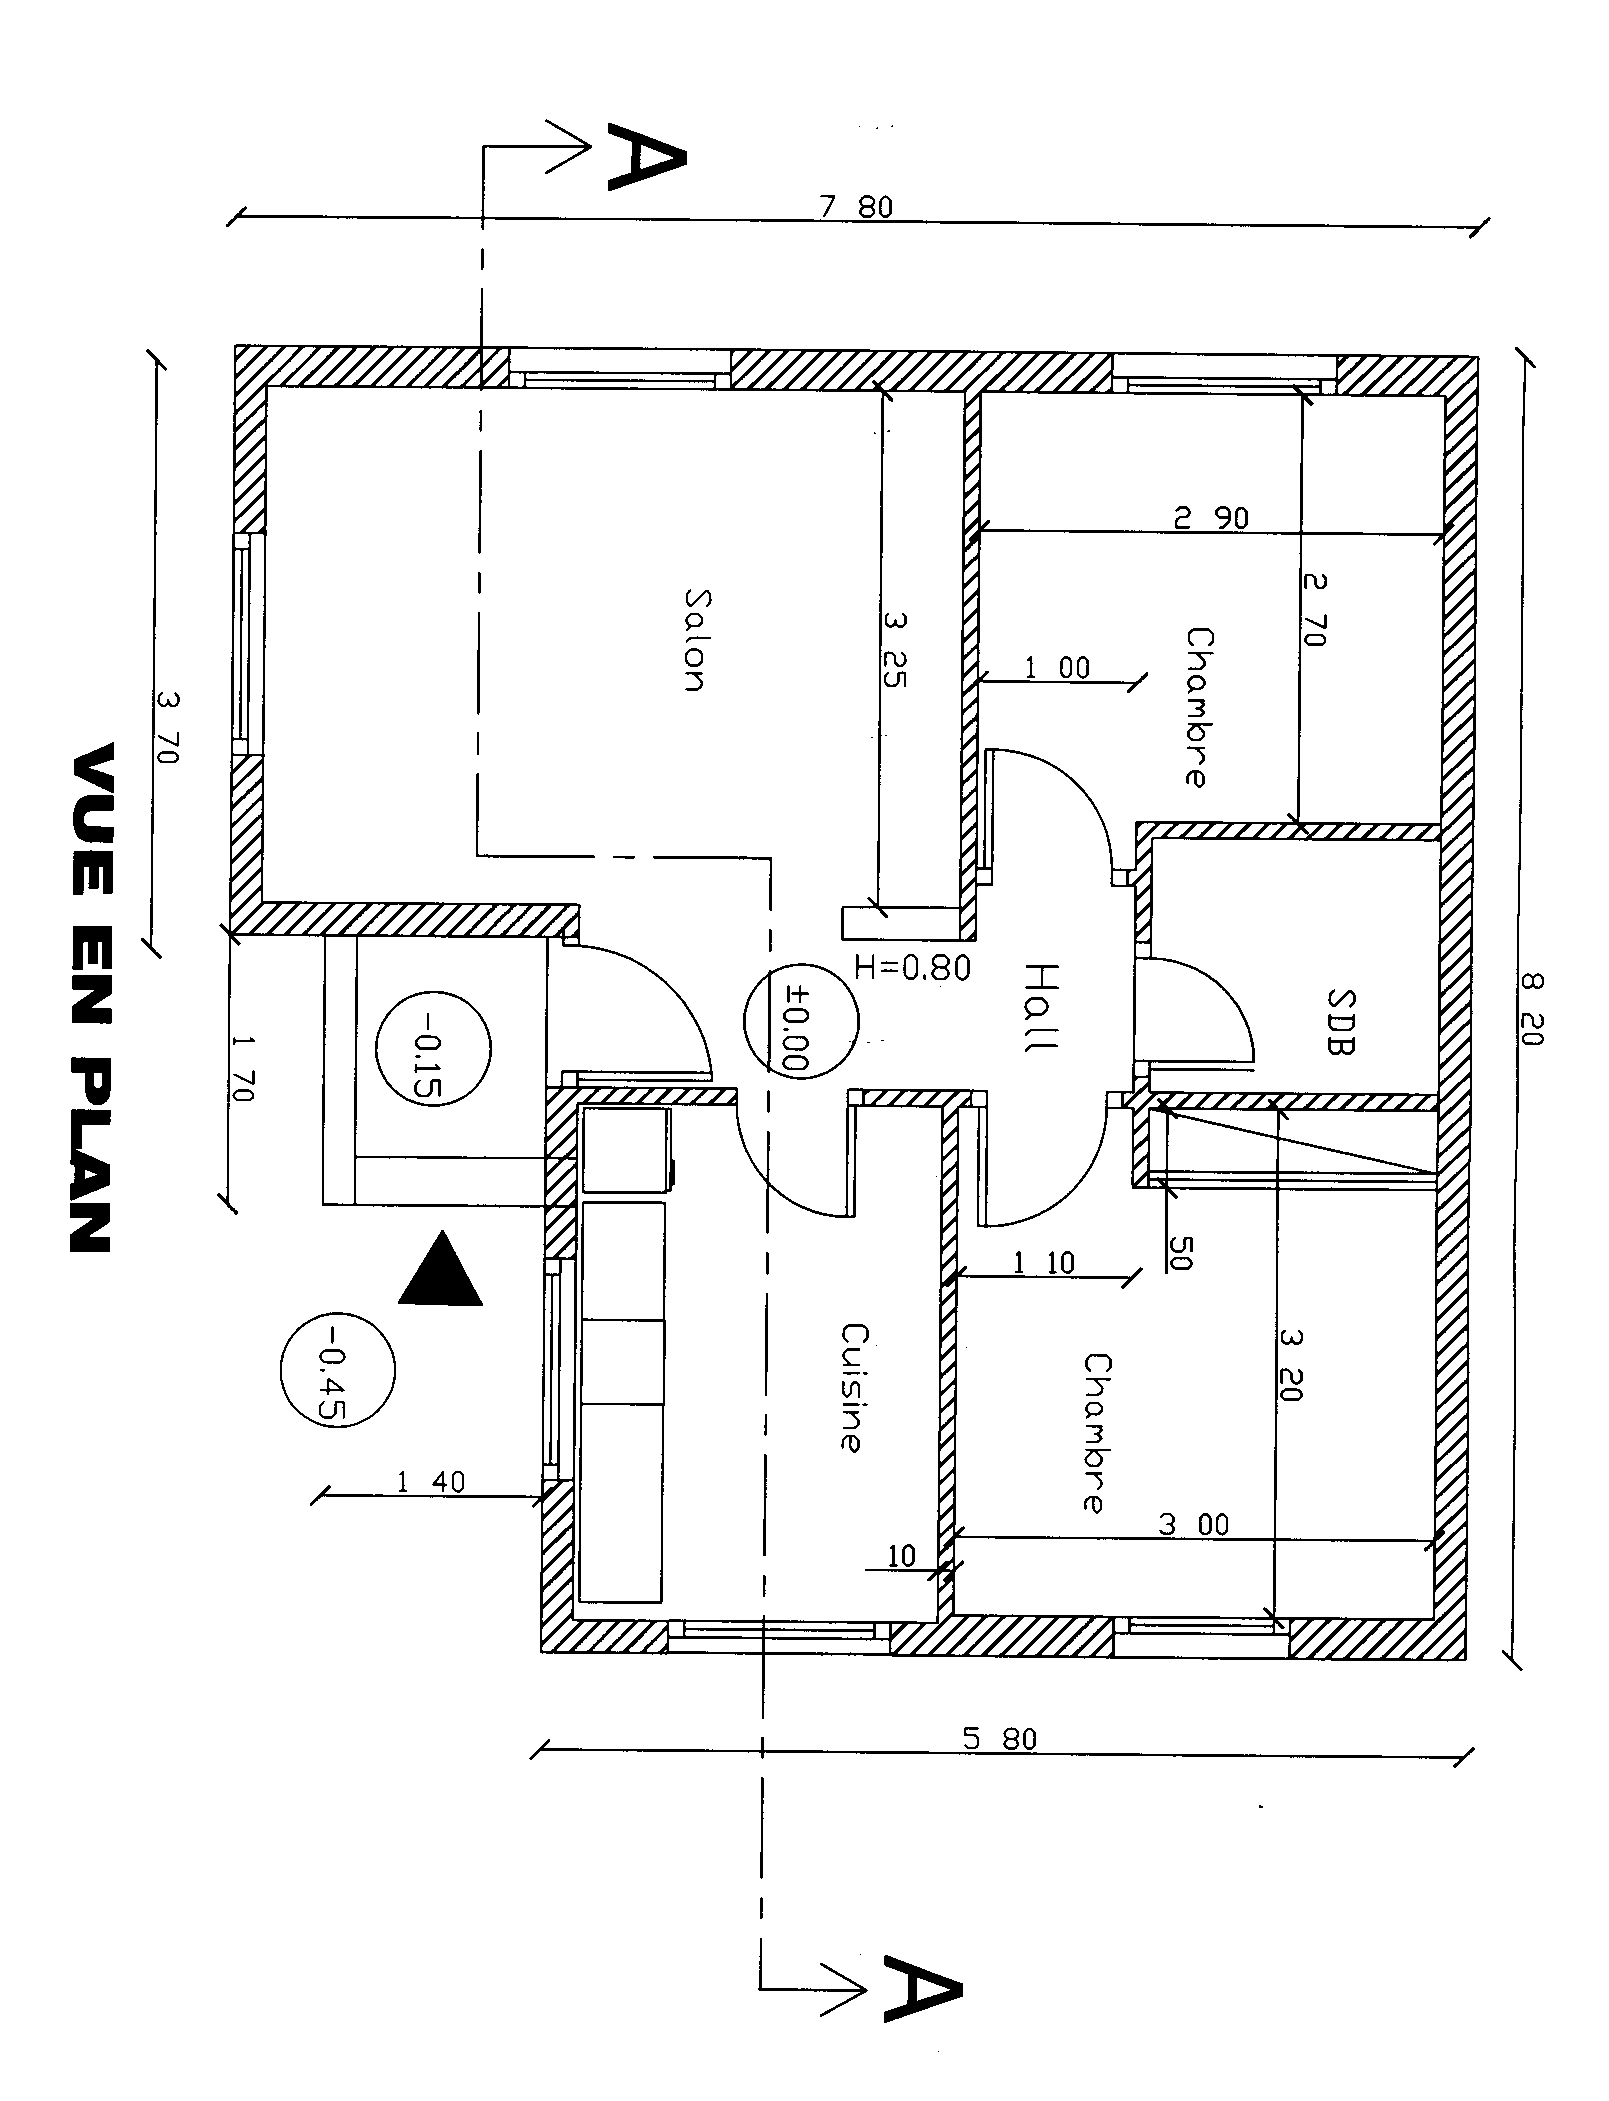 A
7 80
8 20
2 90
2 70
Chambre
1 00
3 25
Salon
3 70
SDB
Hall
H=0.80
±0.00
-0.15
1 70
50
1 10
3 20
Chambre
Cuisine
-0.45
1 40
3 00
10
5 80
A
VUE EN PLAN